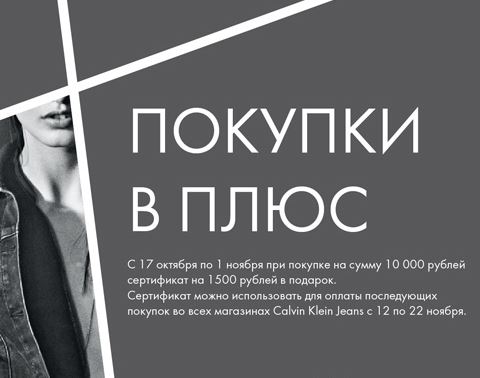 ПОКУПКИ
В ПЛЮС
С 17 октября по 1 ноября при покупке на сумму 10 000 рублей
сертификат на 1500 рублей в подарок.
Сертификат можно использовать для оплаты последующих
покупок во всех магазинах Calvin Klein Jeans с 12 по 22 ноября.